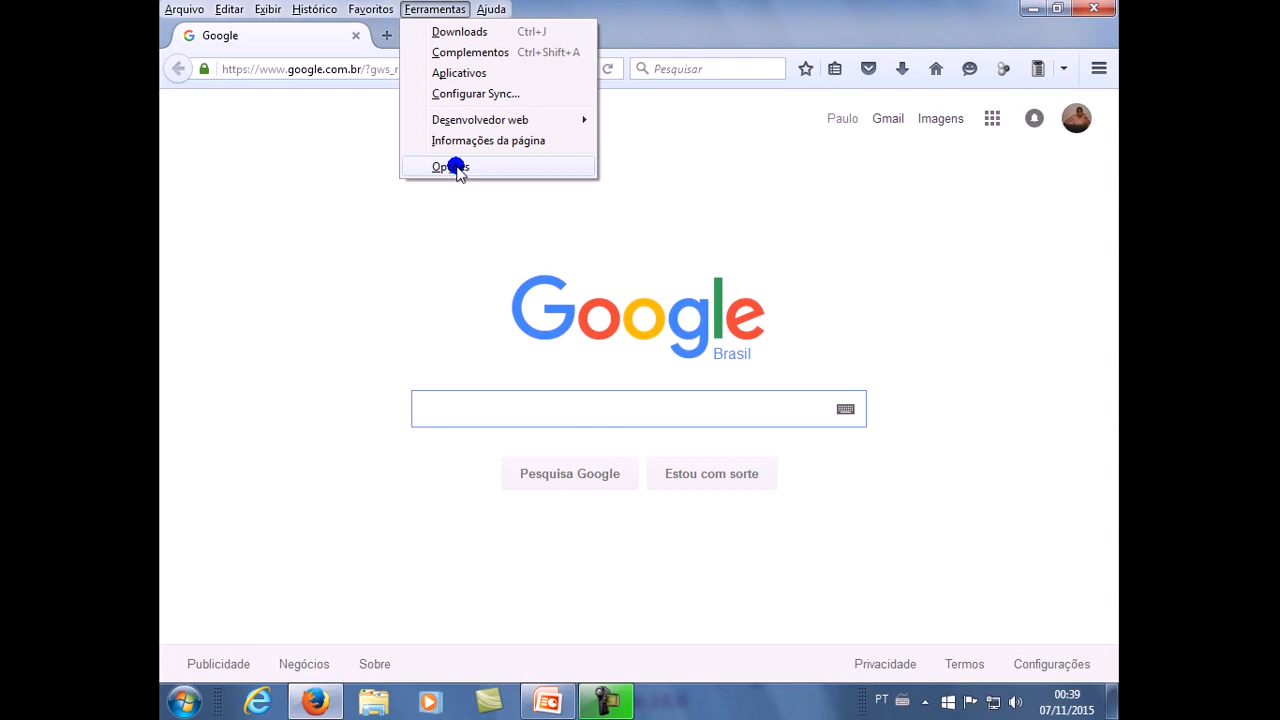 Arquivo Editar Exibir Histórico Favoritos Ferramentas Ajuda
Google
Downloads Ctrl+J
Complementos Ctrl+Shift+A
Aplicativos
Configurar Sync...
Desenvolvedor web
Informações da página
https://www.google.com.br/?gws_r
Pesquisar
Paulo Gmail Imagens
Google
Brasil
Pesquisa Google Estou com sorte
Publicidade Negócios Sobre Privacidade Termos Configurações
PT 00:39
07/11/2015